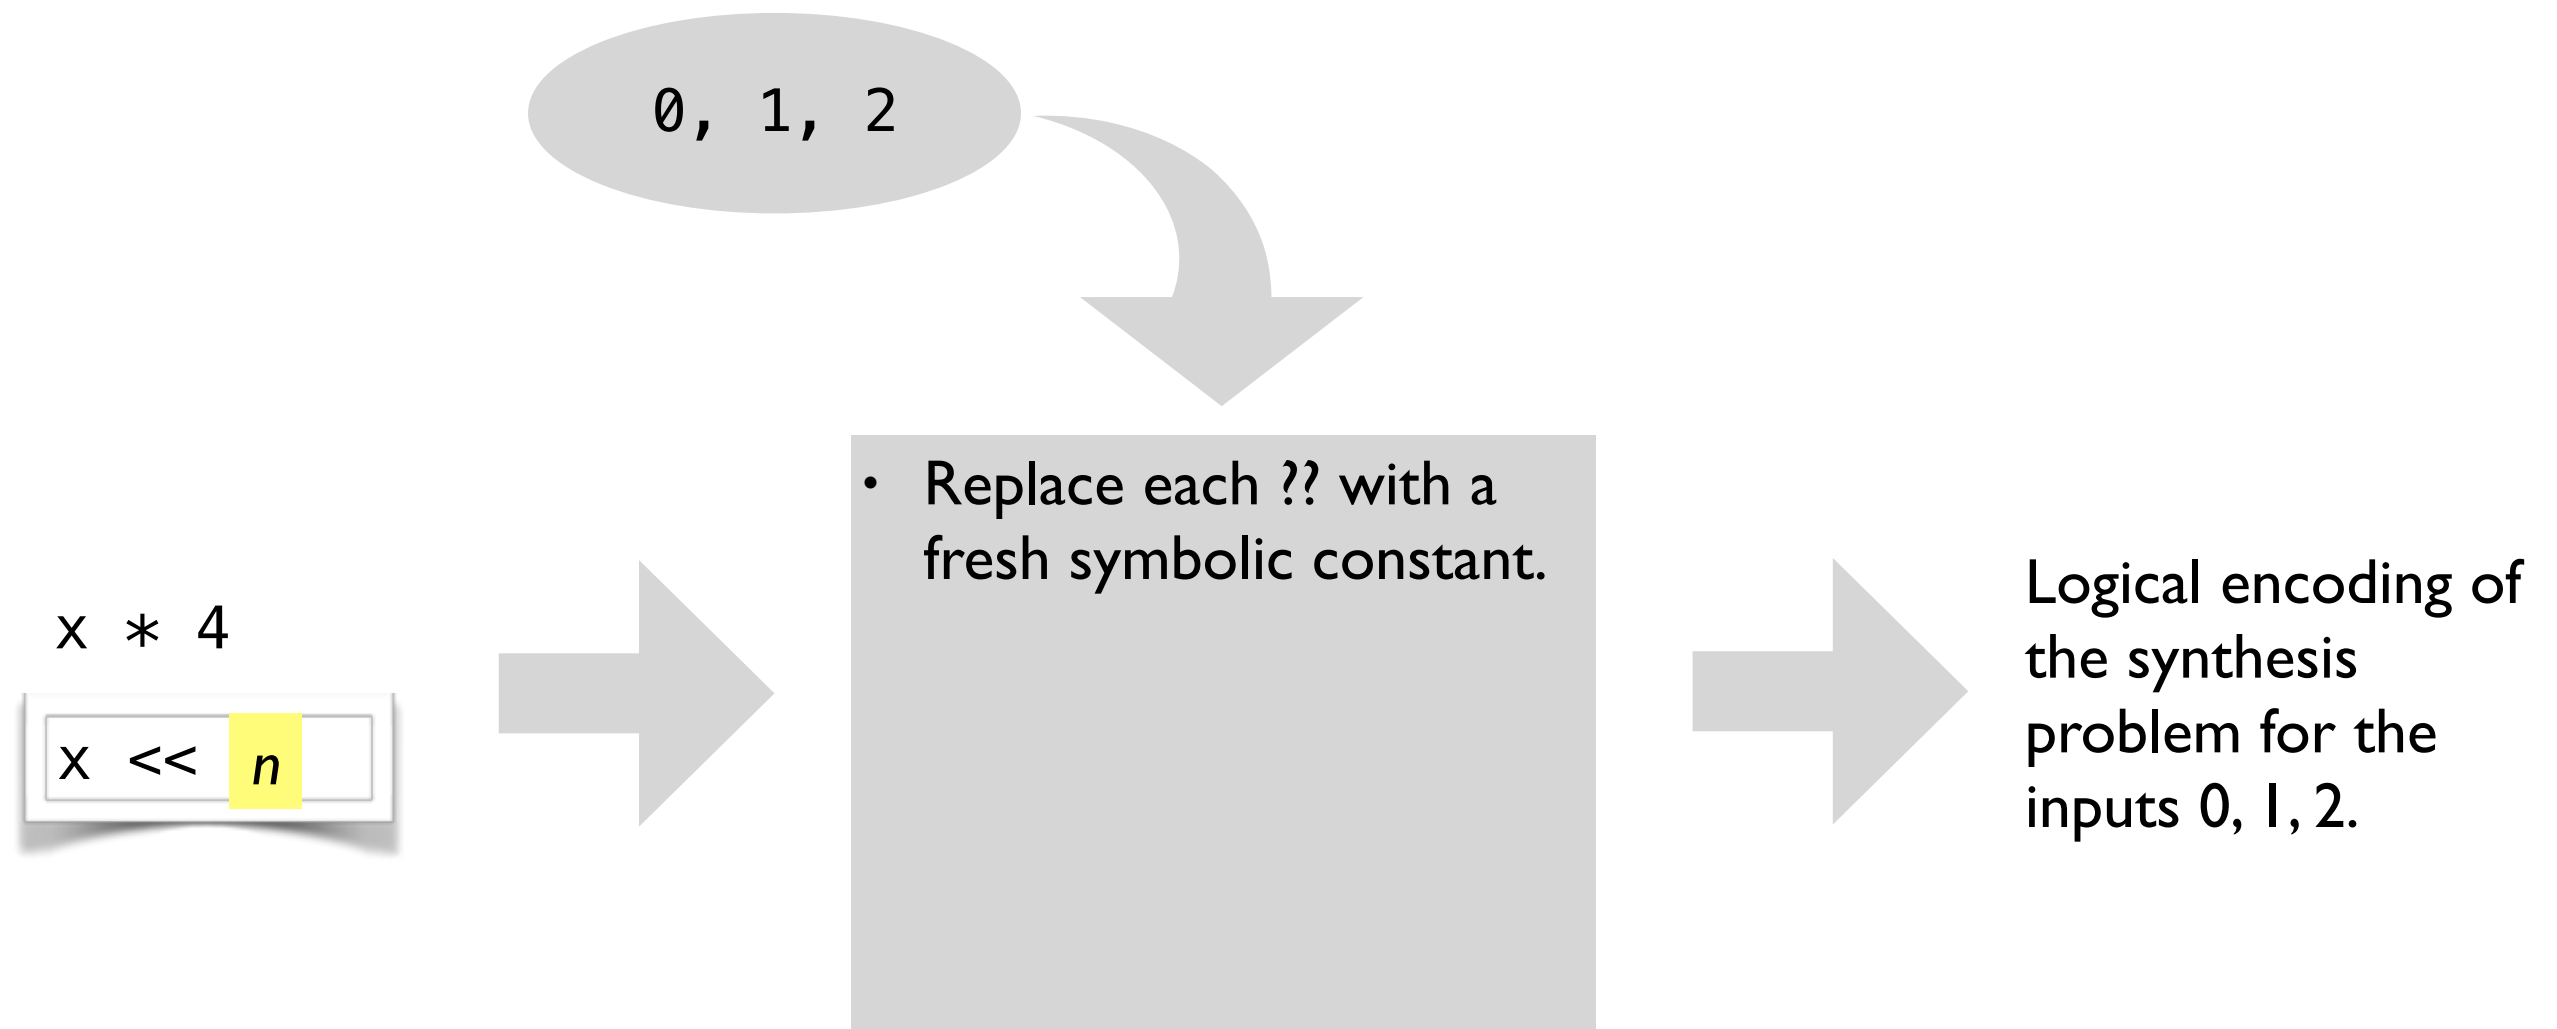 0, 1, 2
• Replace each ?? with a
fresh symbolic constant.
x * 4
x << n
Logical encoding of
the synthesis
problem for the
inputs 0, 1, 2.